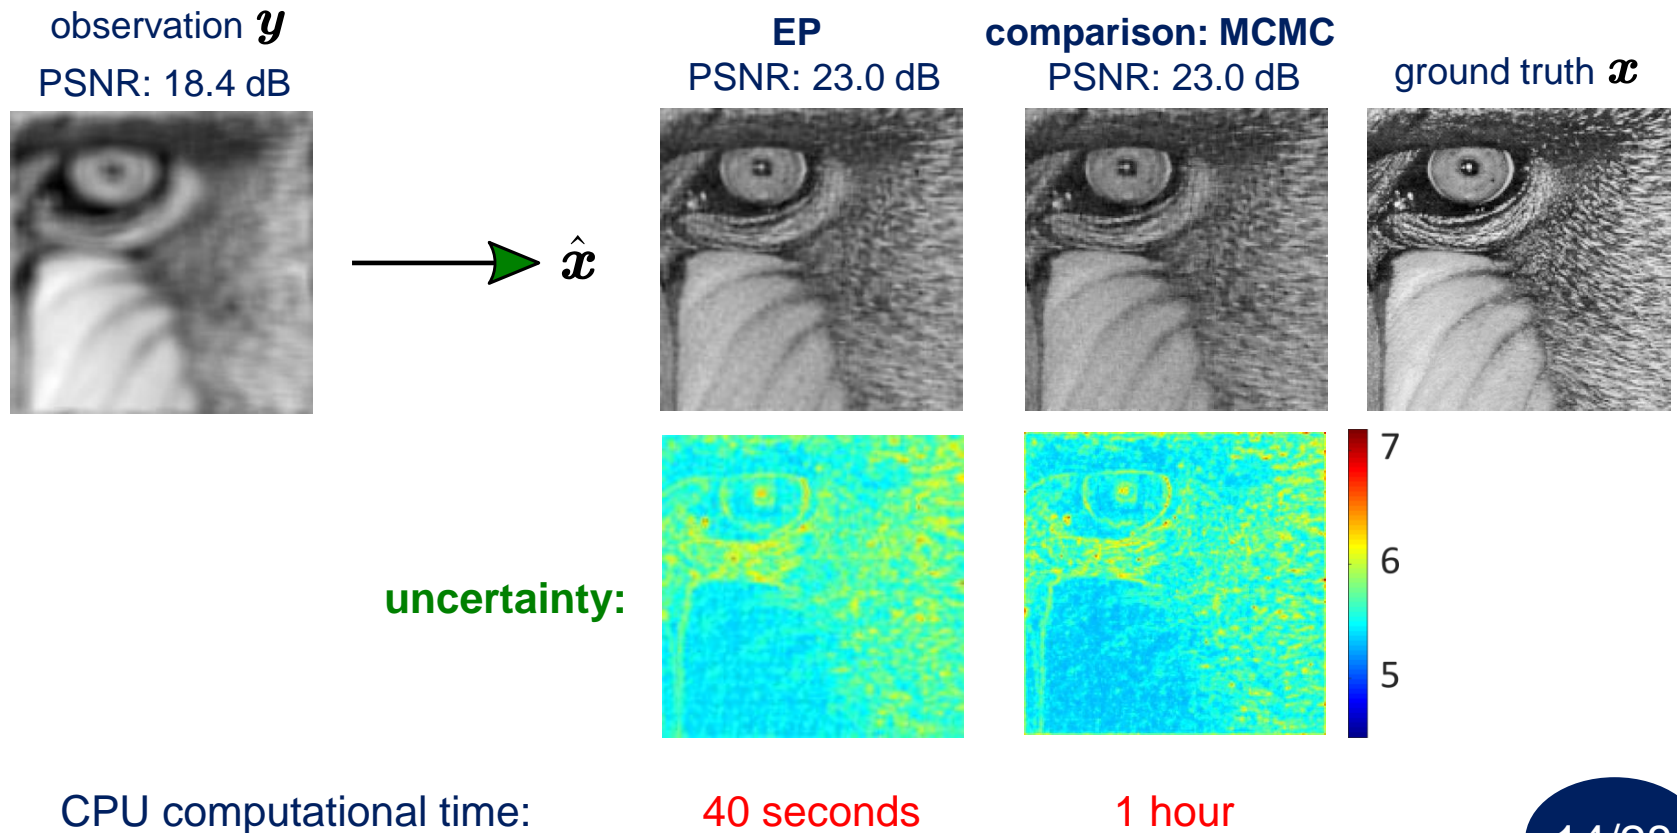 observation y
PSNR: 18.4 dB
EP
PSNR: 23.0 dB
comparison: MCMC
PSNR: 23.0 dB
ground truth x
x̂
7
6
5
uncertainty:
CPU computational time:
40 seconds
1 hour